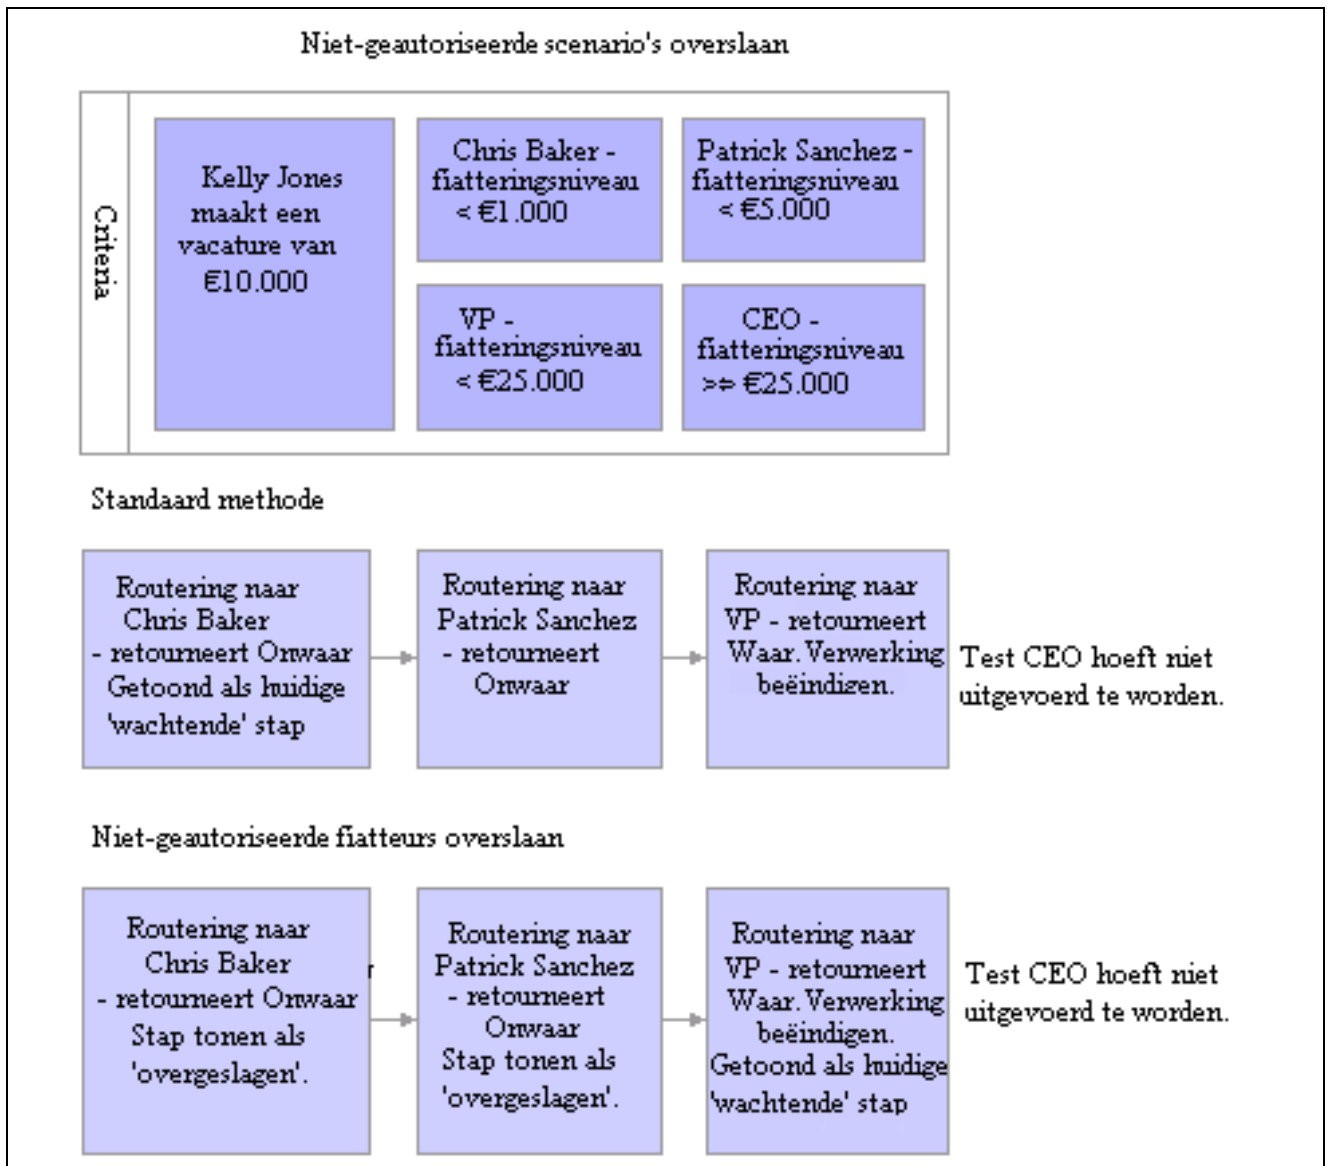 Niet-geautoriseerde scenario's overslaan
Criteria
Kelly Jones
maakt een
vacature van
€10.000
Chris Baker -
fiatteringsniveau
< €1.000
Patrick Sanchez -
fiatteringsniveau
< €5.000
VP -
fiatteringsniveau
< €25.000
CEO -
fiatteringsniveau
>= €25.000
Standaard methode
Routering naar
Chris Baker
- retourneert Onwaar
Getoond als huidige
'wachtende' stap
Routering naar
Patrick Sanchez
- retourneert
Onwaar
Routering naar
VP - retourneert
Waar. Verwerking
beëindigen.
Test CEO hoeft niet
uitgevoerd te worden.
Niet-geautoriseerde fiatteurs overslaan
Routering naar
Chris Baker
- retourneert Onwaar
Stap tonen als
'overgeslagen'.
Routering naar
Patrick Sanchez
- retourneert
Onwaar
Stap tonen als
'overgeslagen'.
Routering naar
VP - retourneert
Waar. Verwerking
beëindigen.
Getoond als huidige
'wachtende' stap
Test CEO hoeft niet
uitgevoerd te worden.